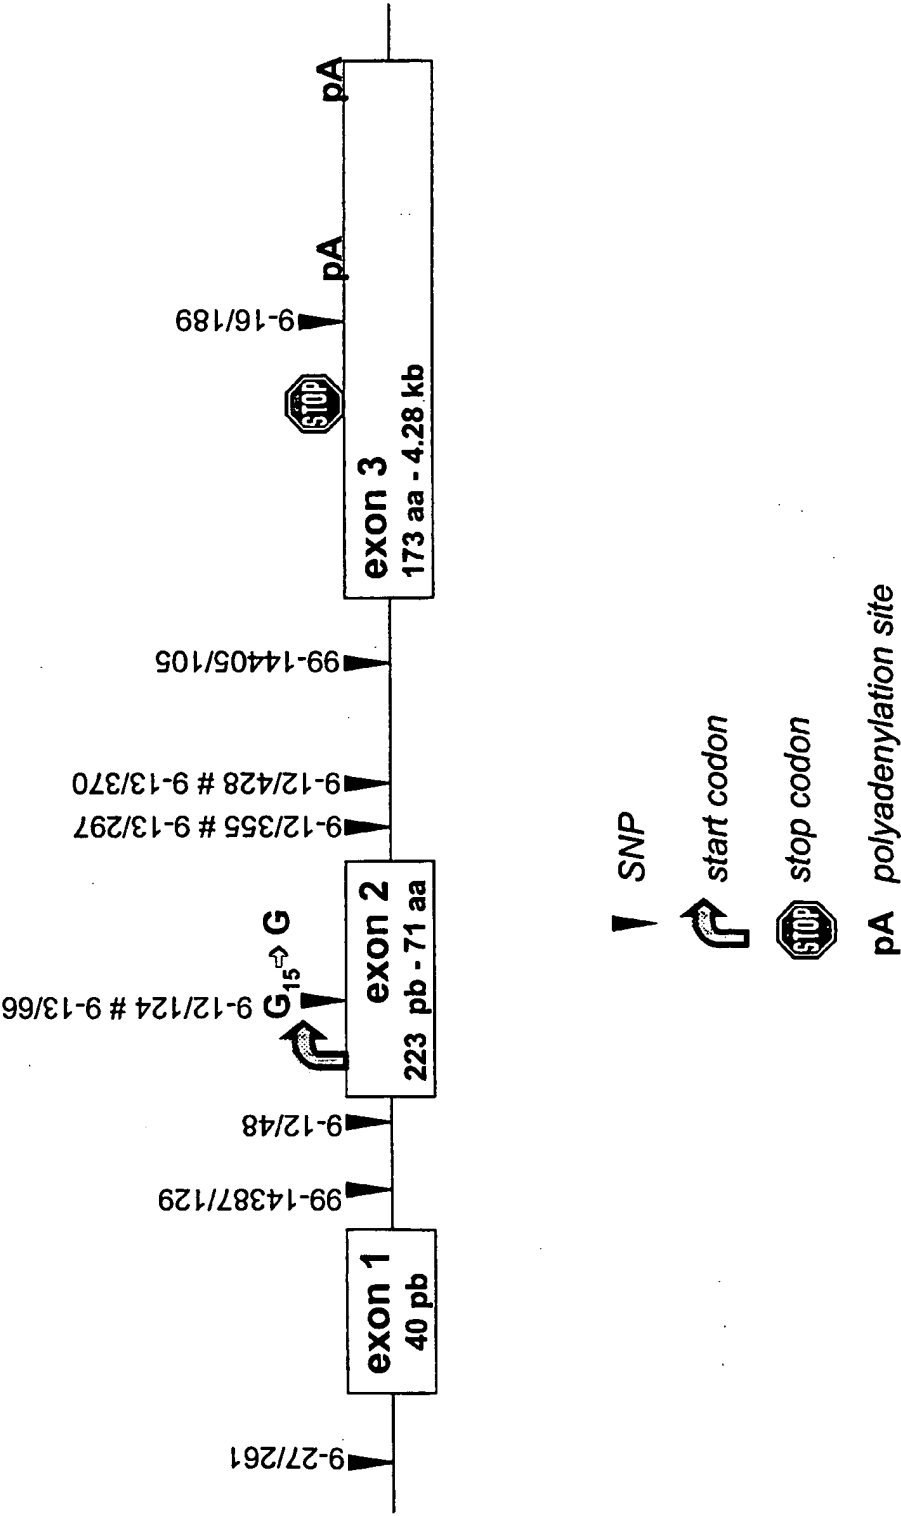 9-27/261
exon 1
40 pb
99-14387/129
9-12/48
9-12/124 # 9-13/66
G15⇨G
exon 2
223 pb - 71 aa
9-12/355 # 9-13/297
9-12/428 # 9-13/370
99-14405/105
exon 3
173 aa - 4.28 kb
STOP
9-16/189
pA
pA
SNP
start codon
STOP
stop codon
pA polyadenylation site